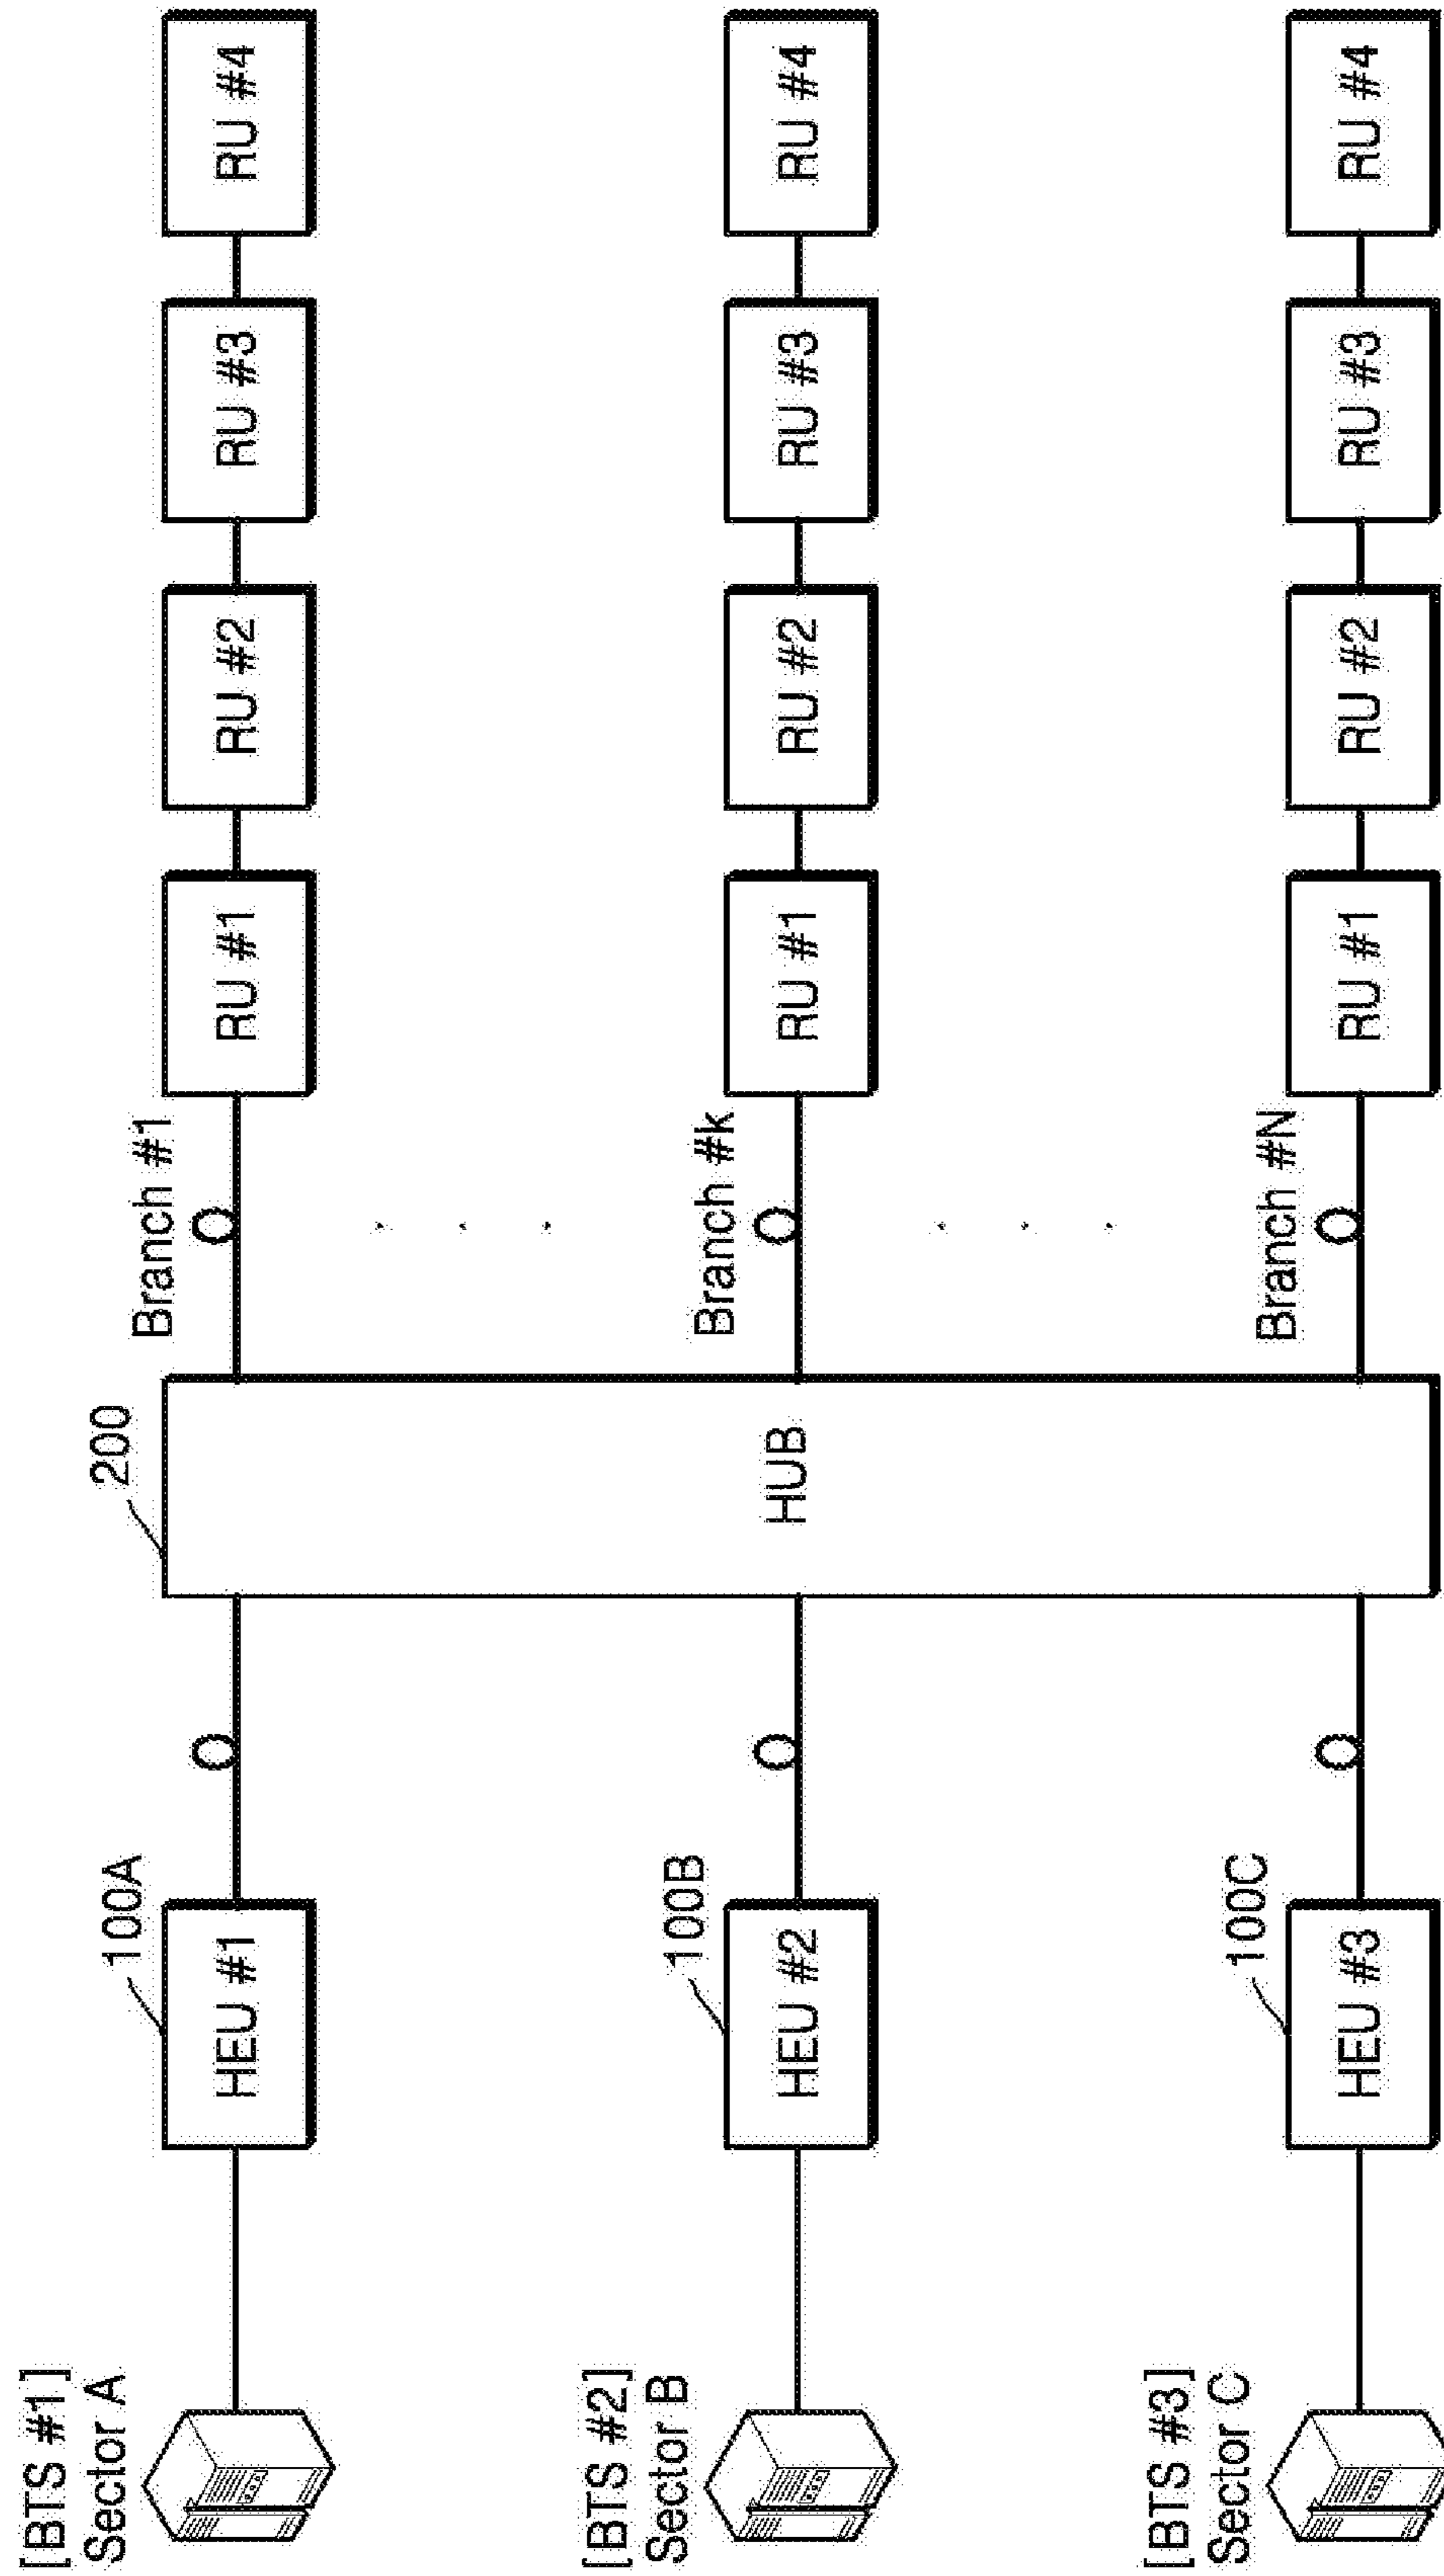 [BTS #1]
Sector A
100A
HEU #1
200
HUB
Branch #1
RU #1
RU #2
RU #3
RU #4
[BTS #2]
Sector B
100B
HEU #2
Branch #k
RU #1
RU #2
RU #3
RU #4
[BTS #3]
Sector C
100C
HEU #3
Branch #N
RU #1
RU #2
RU #3
RU #4